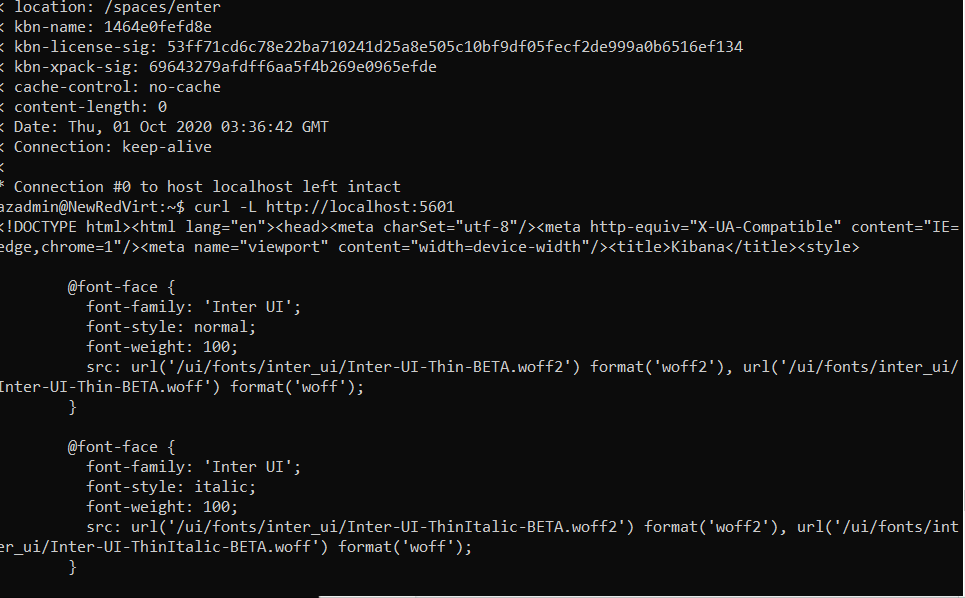 < location: /spaces/enter
< kbn-name: 1464e0fefd8e
< kbn-license-sig: 53ff71cd6c78e22ba710241d25a8e505c10bf9df05fecf2de999a0b6516ef134
< kbn-xpack-sig: 69643279afdff6aa5f4b269e0965efde
< cache-control: no-cache
< content-length: 0
< Date: Thu, 01 Oct 2020 03:36:42 GMT
< Connection: keep-alive
<
* Connection #0 to host localhost left intact
azadmin@NewRedVirt:~$ curl -L http://localhost:5601
<!DOCTYPE html><html lang="en"><head><meta charSet="utf-8"/><meta http-equiv="X-UA-Compatible" content="IE=
edge,chrome=1"/><meta name="viewport" content="width=device-width"/><title>Kibana</title><style>
@font-face {
font-family: 'Inter UI';
font-style: normal;
font-weight: 100;
src: url('/ui/fonts/inter_ui/Inter-UI-Thin-BETA.woff2') format('woff2'), url('/ui/fonts/inter_ui/
Inter-UI-Thin-BETA.woff') format('woff');
}
@font-face {
font-family: 'Inter UI';
font-style: italic;
font-weight: 100;
src: url('/ui/fonts/inter_ui/Inter-UI-ThinItalic-BETA.woff2') format('woff2'), url('/ui/fonts/int
er_ui/Inter-UI-ThinItalic-BETA.woff') format('woff');
}